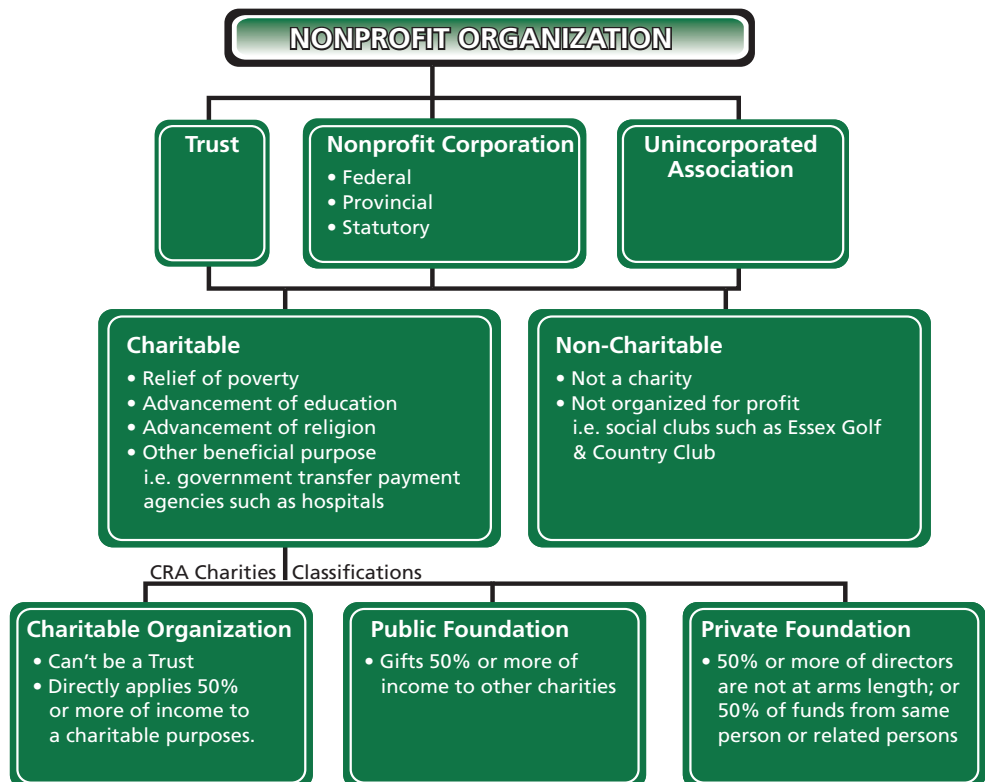 NONPROFIT ORGANIZATION
Trust
Nonprofit Corporation
• Federal
• Provincial
• Statutory
Unincorporated
Association
Charitable
• Relief of poverty
• Advancement of education
• Advancement of religion
• Other beneficial purpose
i.e. government transfer payment
agencies such as hospitals
Non-Charitable
• Not a charity
• Not organized for profit
i.e. social clubs such as Essex Golf
& Country Club
CRA Charities Classifications
Charitable Organization
• Can't be a Trust
• Directly applies 50%
or more of income to
a charitable purposes.
Public Foundation
• Gifts 50% or more of
income to other charities
Private Foundation
• 50% or more of directors
are not at arms length; or
50% of funds from same
person or related persons